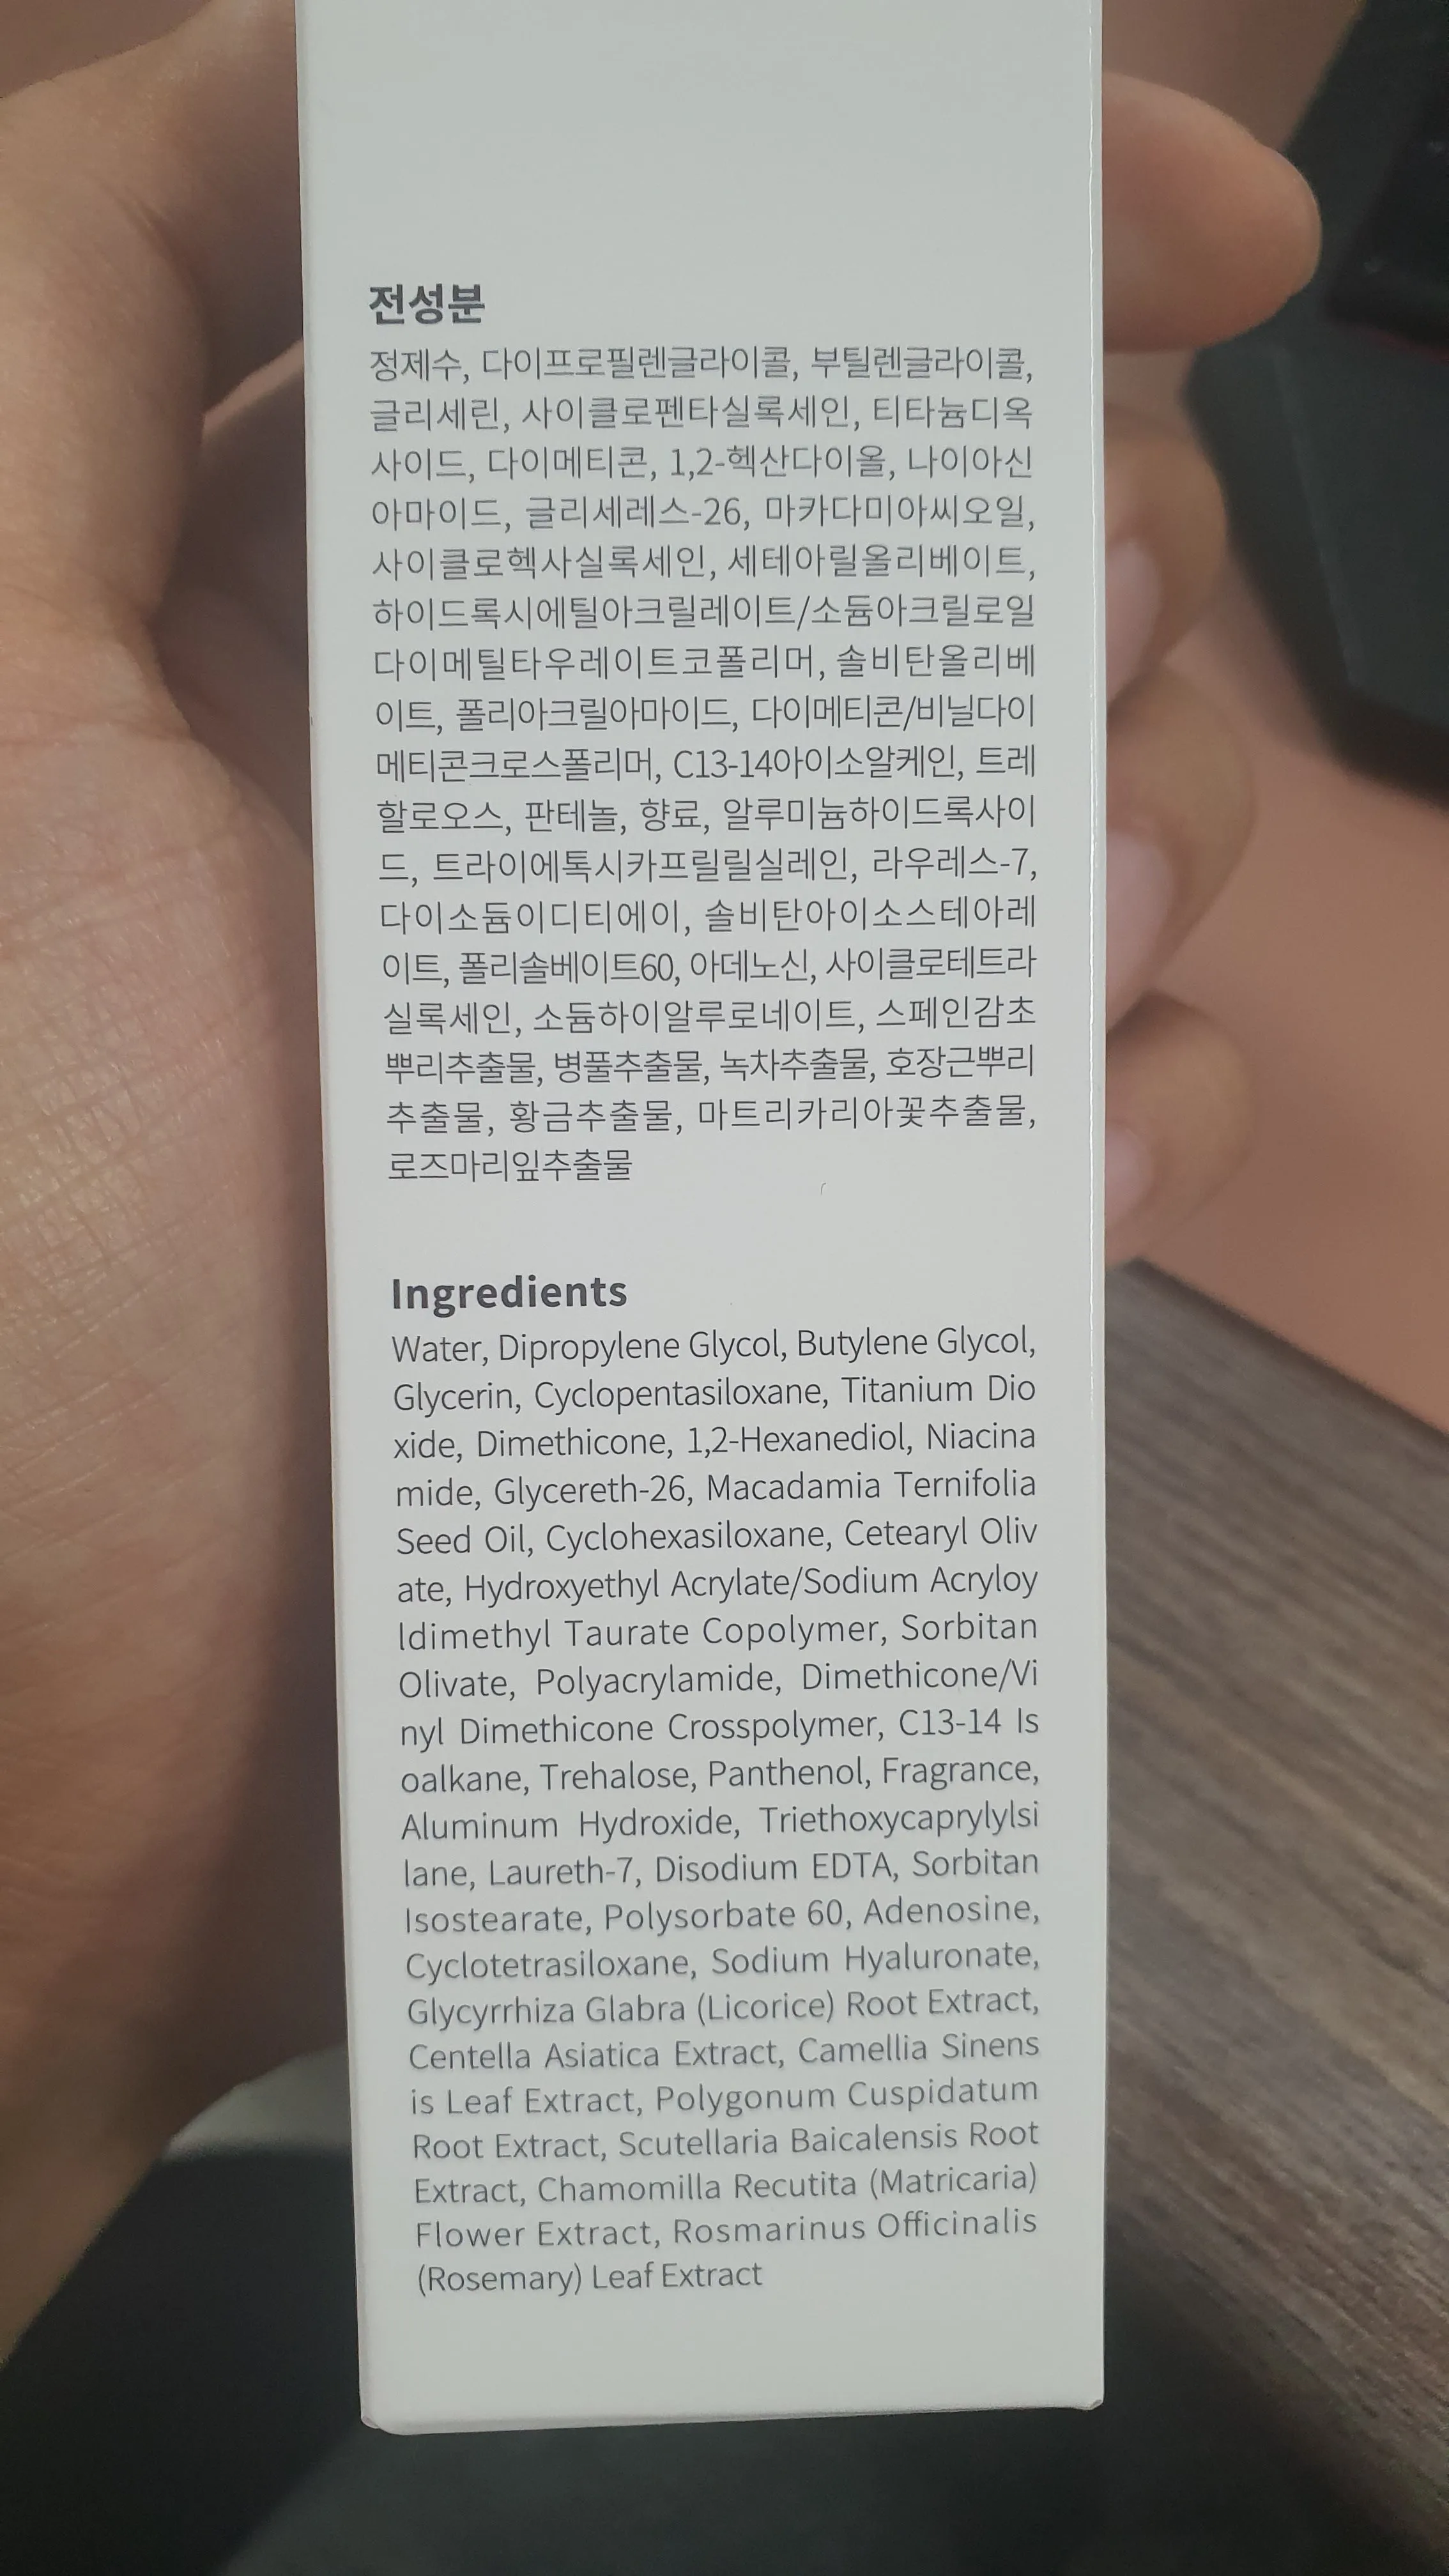 전성분
정제수, 다이프로필렌글라이콜, 부틸렌글라이콜,
글리세린, 사이클로펜타실록세인, 티타늄디옥
사이드, 다이메티콘, 1,2-헥산다이올, 나이아신
아마이드, 글리세레스-26, 마카다미아씨오일,
사이클로헥사실록세인, 세테아릴올리베이트,
하이드록시에틸아크릴레이트/소듐아크릴로일
다이메틸타우레이트코폴리머, 솔비탄올리베
이트, 폴리아크릴아마이드, 다이메티콘/비닐다이
메티콘크로스폴리머, C13-14아이소알케인, 트레
할로오스, 판테놀, 향료, 알루미늄하이드록사이
드, 트라이에톡시카프릴릴실레인, 라우레스-7,
다이소듐이디티에이, 솔비탄아이소스테아레
이트, 폴리솔베이트60, 아데노신, 사이클로테트라
실록세인, 소듐하이알루로네이트, 스페인감초
뿌리추출물, 병풀추출물, 녹차추출물, 호장근뿌리
추출물, 황금추출물, 마트리카리아꽃추출물,
로즈마리잎추출물
Ingredients
Water, Dipropylene Glycol, Butylene Glycol,
Glycerin, Cyclopentasiloxane, Titanium Dio
xide, Dimethicone, 1,2-Hexanediol, Niacina
mide, Glycereth-26, Macadamia Ternifolia
Seed Oil, Cyclohexasiloxane, Cetearyl Oliv
ate, Hydroxyethyl Acrylate/Sodium Acryloy
ldimethyl Taurate Copolymer, Sorbitan
Olivate, Polyacrylamide, Dimethicone/Vi
nyl Dimethicone Crosspolymer, C13-14 Is
oalkane, Trehalose, Panthenol, Fragrance,
Aluminum Hydroxide, Triethoxycaprylylsi
lane, Laureth-7, Disodium EDTA, Sorbitan
Isostearate, Polysorbate 60, Adenosine,
Cyclotetrasiloxane, Sodium Hyaluronate,
Glycyrrhiza Glabra (Licorice) Root Extract,
Centella Asiatica Extract, Camellia Sinens
is Leaf Extract, Polygonum Cuspidatum
Root Extract, Scutellaria Baicalensis Root
Extract, Chamomilla Recutita (Matricaria)
Flower Extract, Rosmarinus Officinalis
(Rosemary) Leaf Extract